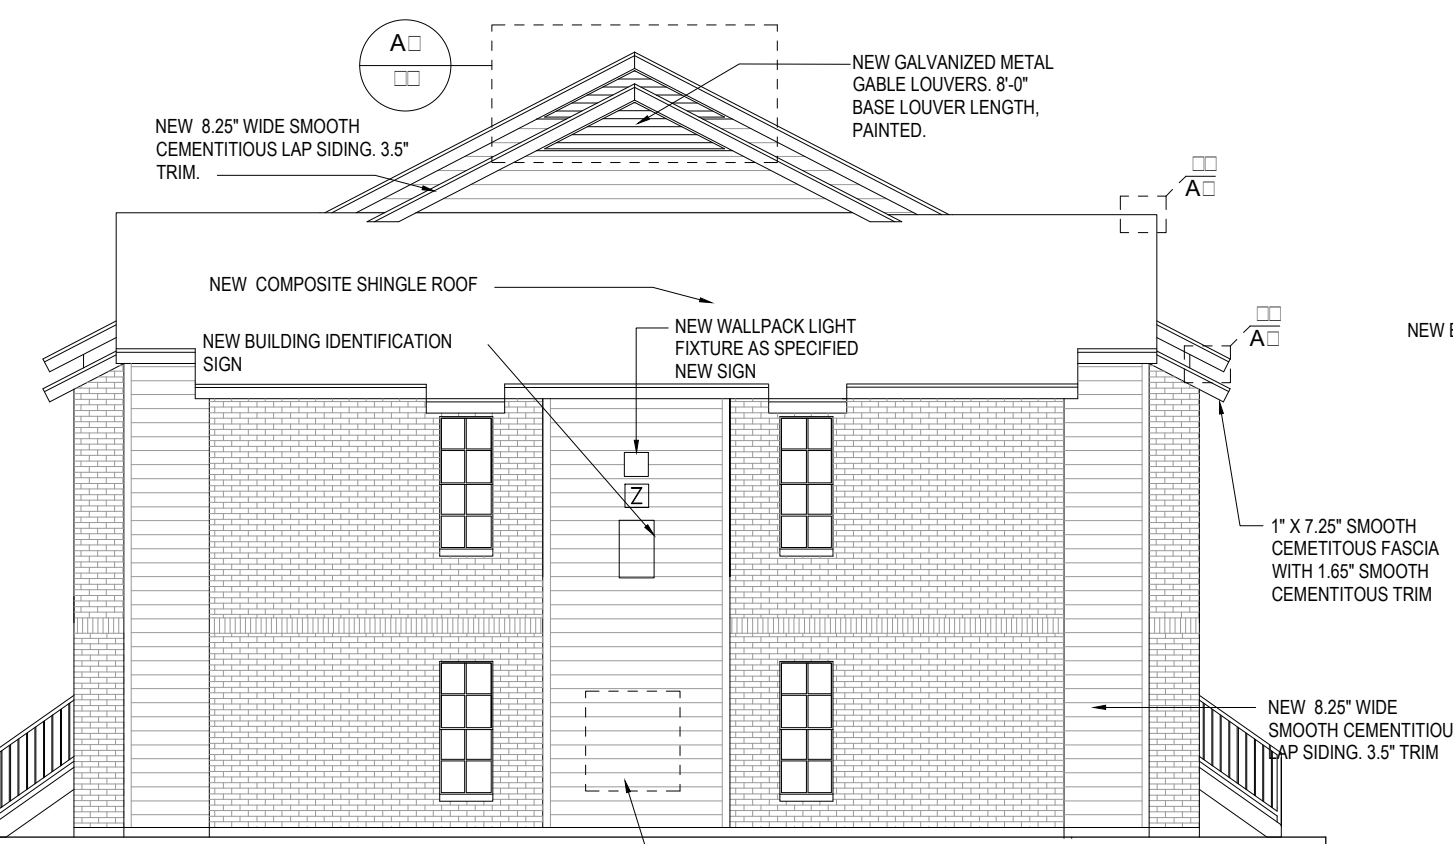 A
NEW GALVANIZED METAL
GABLE LOUVERS. 8'-0"
BASE LOUVER LENGTH,
PAINTED.
NEW 8.25" WIDE SMOOTH
CEMENTITIOUS LAP SIDING. 3.5"
TRIM.
A
NEW COMPOSITE SHINGLE ROOF
NEW BUILDING IDENTIFICATION
SIGN
NEW WALLPACK LIGHT
FIXTURE AS SPECIFIED
NEW SIGN
A
NEW
Z
1" X 7.25" SMOOTH
CEMETITOUS FASCIA
WITH 1.65" SMOOTH
CEMENTITOUS TRIM
NEW 8.25" WIDE
SMOOTH CEMENTITIOU
LAP SIDING. 3.5" TRIM